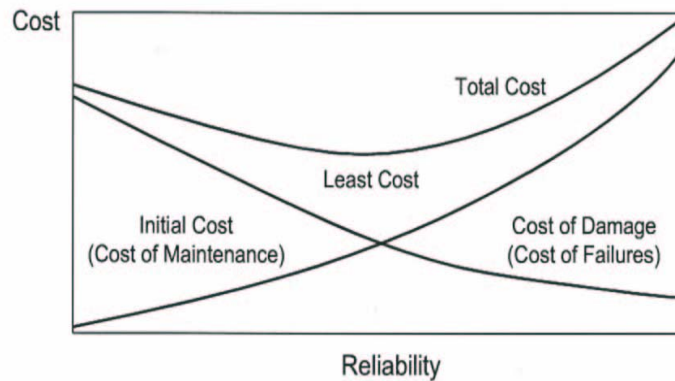 Cost
Total Cost
Least Cost
Initial Cost
(Cost of Maintenance)
Cost of Damage
(Cost of Failures)
Reliability